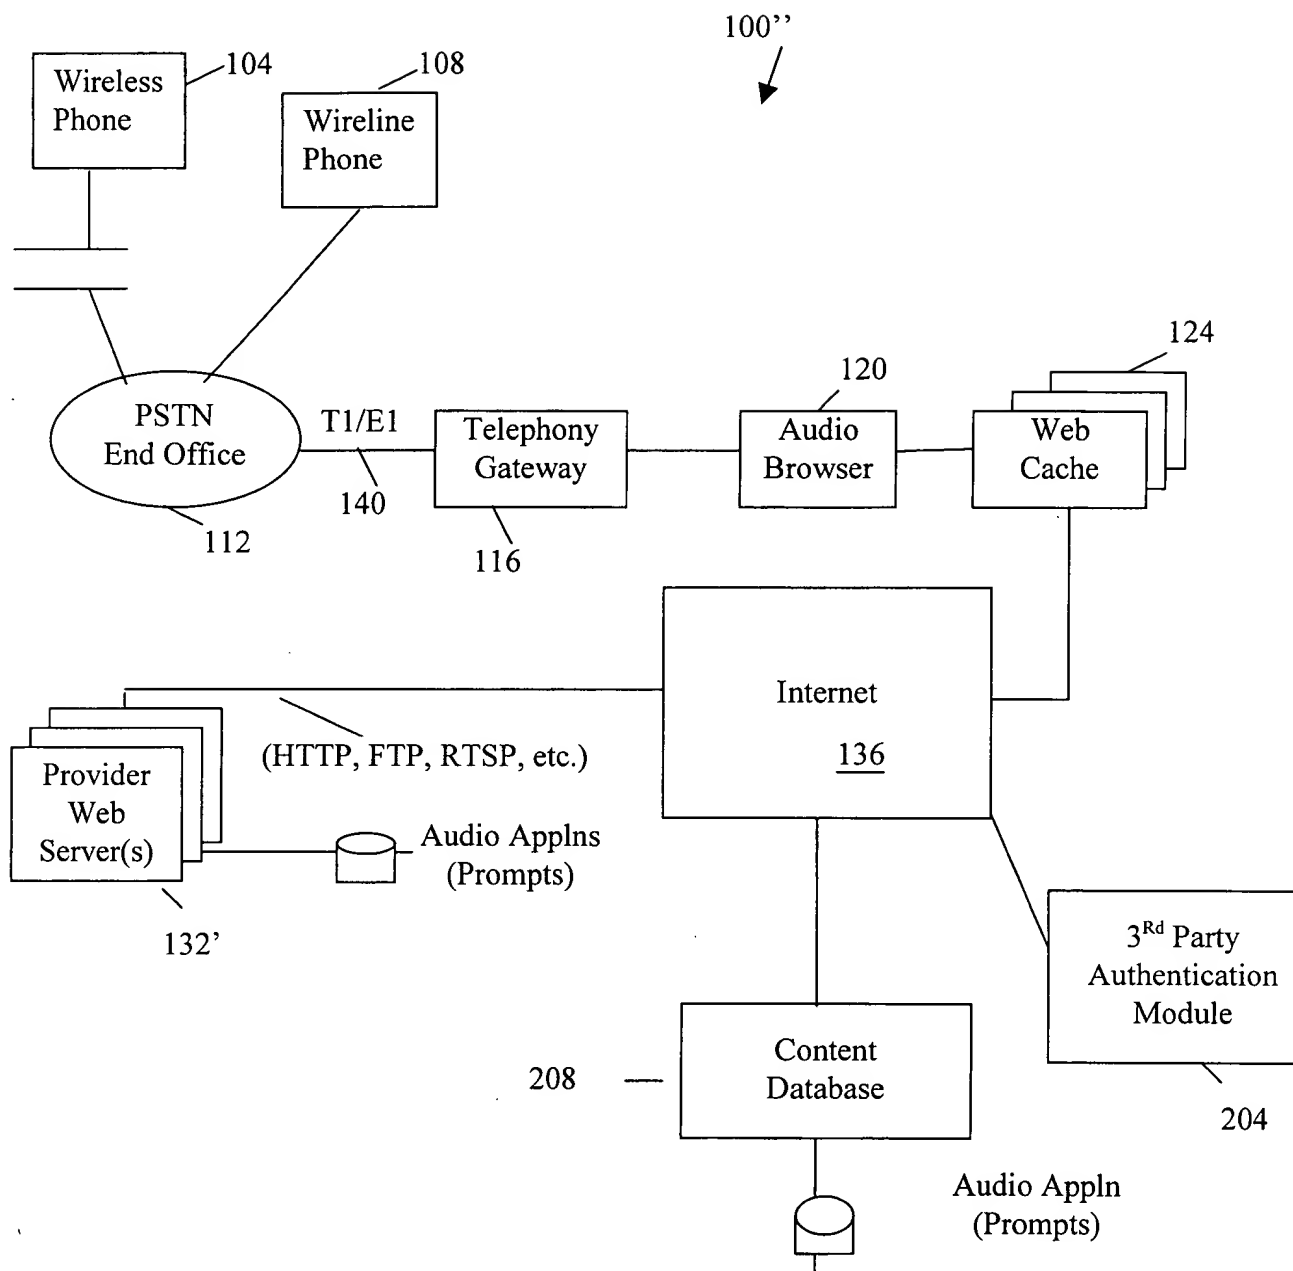 100’’
Wireless
Phone
104
108
Wireline
Phone
124
120
PSTN
End Office
T1/E1
Telephony
Gateway
Audio
Browser
Web
Cache
140
112
116
Internet
136
(HTTP, FTP, RTSP, etc.)
Provider
Web
Server(s)
Audio Applns
(Prompts)
132’
3Rd Party
Authentication
Module
Content
Database
208
204
Audio Appln
(Prompts)